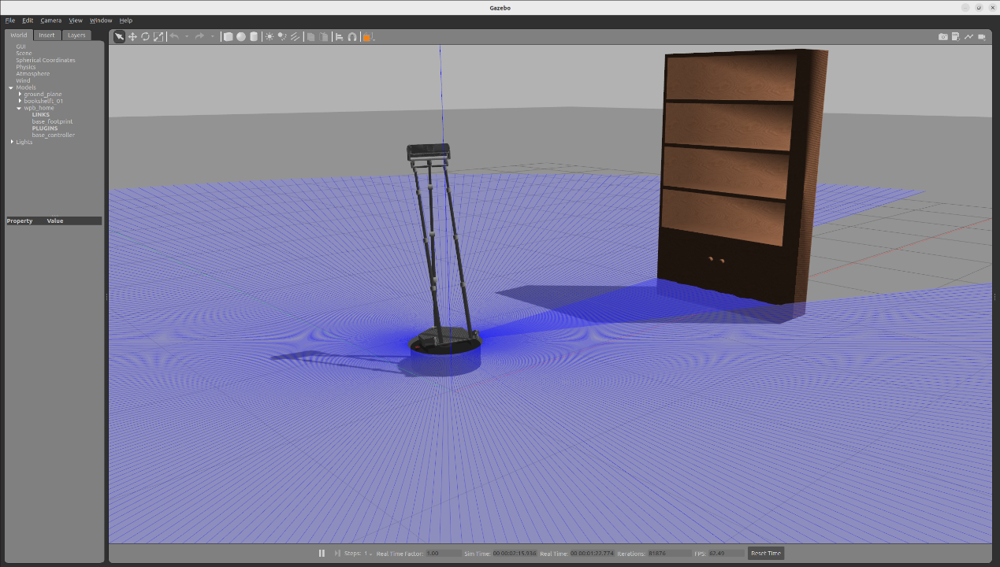 Gazebo
File Edit Camera View Window Help
World Insert Layers
GUI
Scene
Spherical Coordinates
Physics
Atmosphere
Wind
Models
ground_plane
bookshelft_01
wpb_home
LINKS
base_footprint
PLUGINS
base_controller
Lights
Property Value
Steps: 1 Real Time Factor: 1.00 Sim Time: 00 00:02:15.936 Real Time: 00 00:01:22.774 Iterations: 81876 FPS: 62.49 Reset Time